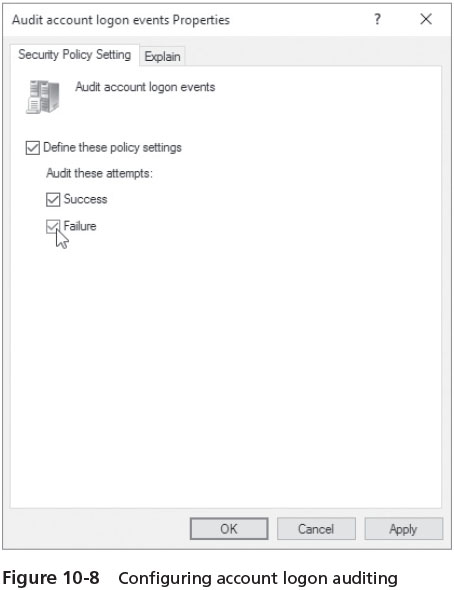 Audit account logon events Properties ? ×
Security Policy Setting Explain
Audit account logon events
Define these policy settings
Audit these attempts:
Success
Failure
OK Cancel Apply
Figure 10-8 Configuring account logon auditing